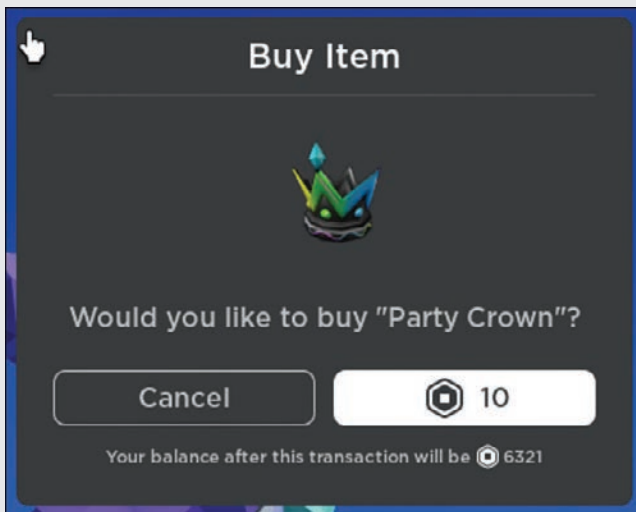 Buy Item
Would you like to buy "Party Crown"?
Cancel
10
Your balance after this transaction will be 6321